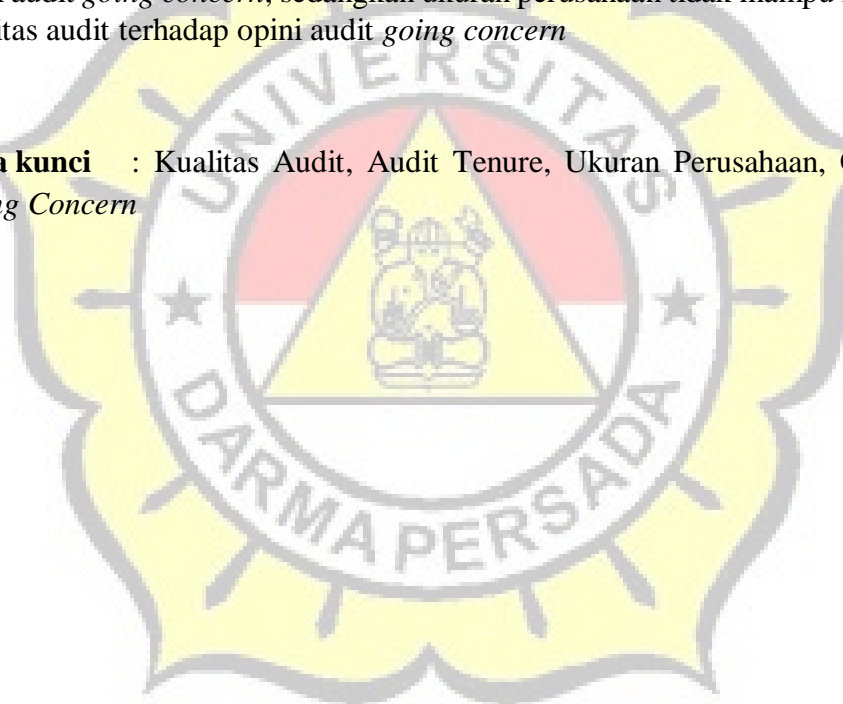 audit going concern, sedangkan ukuran perusahaan tidak mampu
itas audit terhadap opini audit going concern
a kunci : Kualitas Audit, Audit Tenure, Ukuran Perusahaan,
ng Concern
UNIVERSITAS
DARMA PERSADA